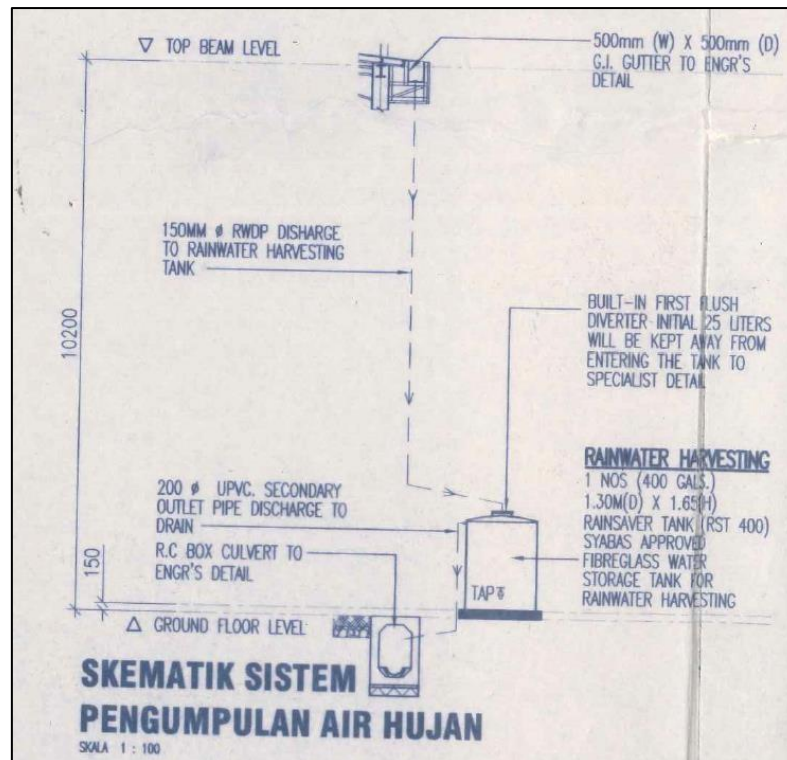 TOP BEAM LEVEL
500mm (W) X 500mm (D)
G.I. GUTTER TO ENGR'S
DETAIL
150MM ø RWDP DISHARGE
TO RAINWATER HARVESTING
TANK
10200
BUILT-IN FIRST FLUSH
DIVERTER INITIAL 25 LITERS
WILL BE KEPT AWAY FROM
ENTERING THE TANK TO
SPECIALIST DETAIL
200 ø UPVC. SECONDARY
OUTLET PIPE DISCHARGE TO
DRAIN
R.C BOX CULVERT TO
ENGR'S DETAIL
RAINWATER HARVESTING
1 NOS (400 GALS.)
1.30M(D) X 1.65(H)
RAINSAVER TANK (RST 400)
SYABAS APPROVED
FIBREGLASS WATER
STORAGE TANK FOR
RAINWATER HARVESTING
150
TAP
GROUND FLOOR LEVEL
SKEMATIK SISTEM
PENGUMPULAN AIR HUJAN
SKALA 1 : 100